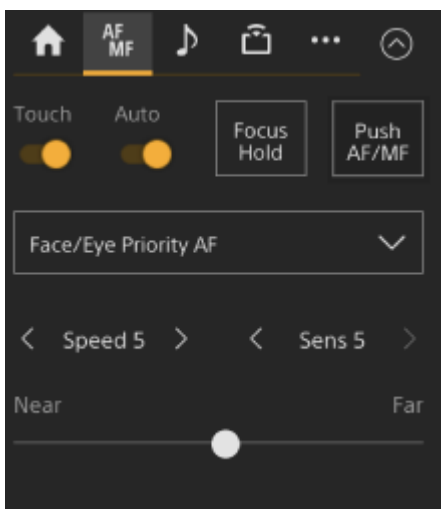 AF
MF
Touch
Auto
Focus
Hold
Push
AF/MF
Face/Eye Priority AF
Speed 5
Sens 5
Near
Far